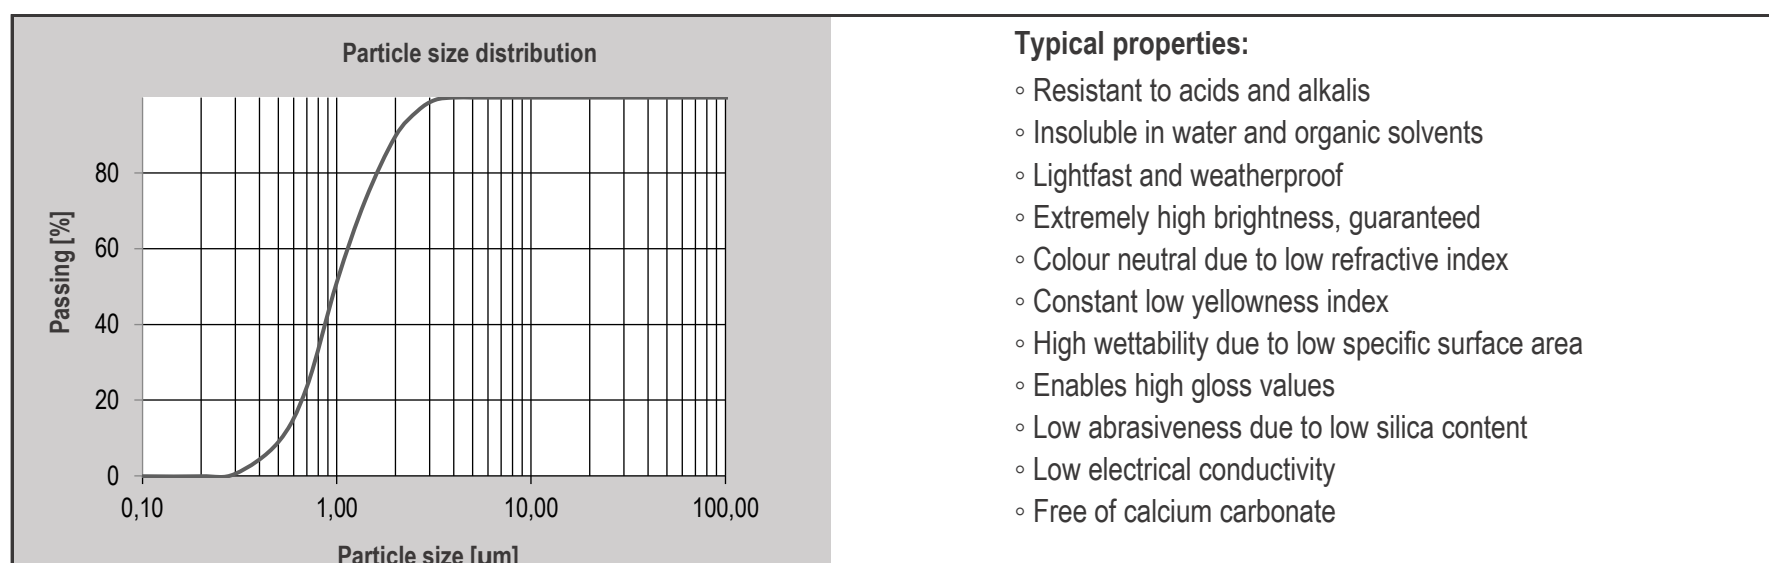 Particle size distribution
80
60
40
20
0
Passing [%]
0,10 1,00 10,00 100,00
Particle size [µm]
Typical properties:
◦ Resistant to acids and alkalis
◦ Insoluble in water and organic solvents
◦ Lightfast and weatherproof
◦ Extremely high brightness, guaranteed
◦ Colour neutral due to low refractive index
◦ Constant low yellowness index
◦ High wettability due to low specific surface area
◦ Enables high gloss values
◦ Low abrasiveness due to low silica content
◦ Low electrical conductivity
◦ Free of calcium carbonate